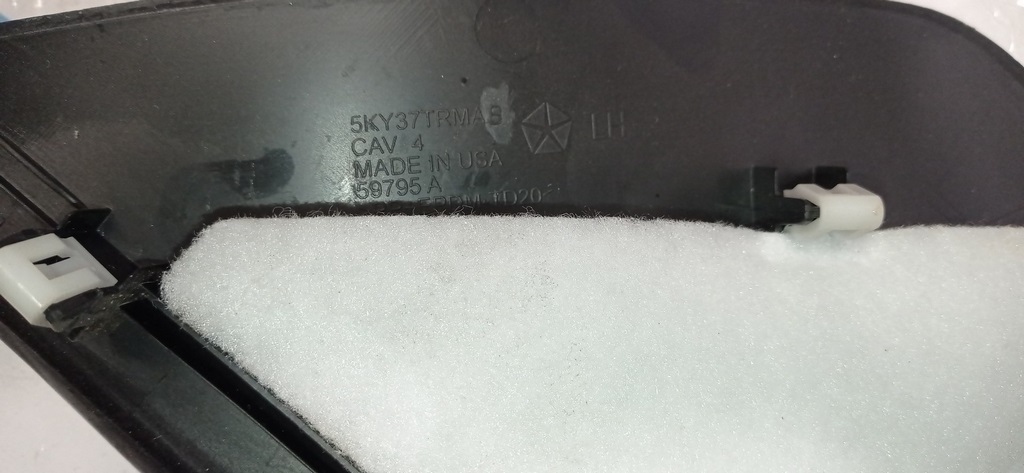 5KY37TRMAB
LH
CAV 4
MADE IN USA
59795 A